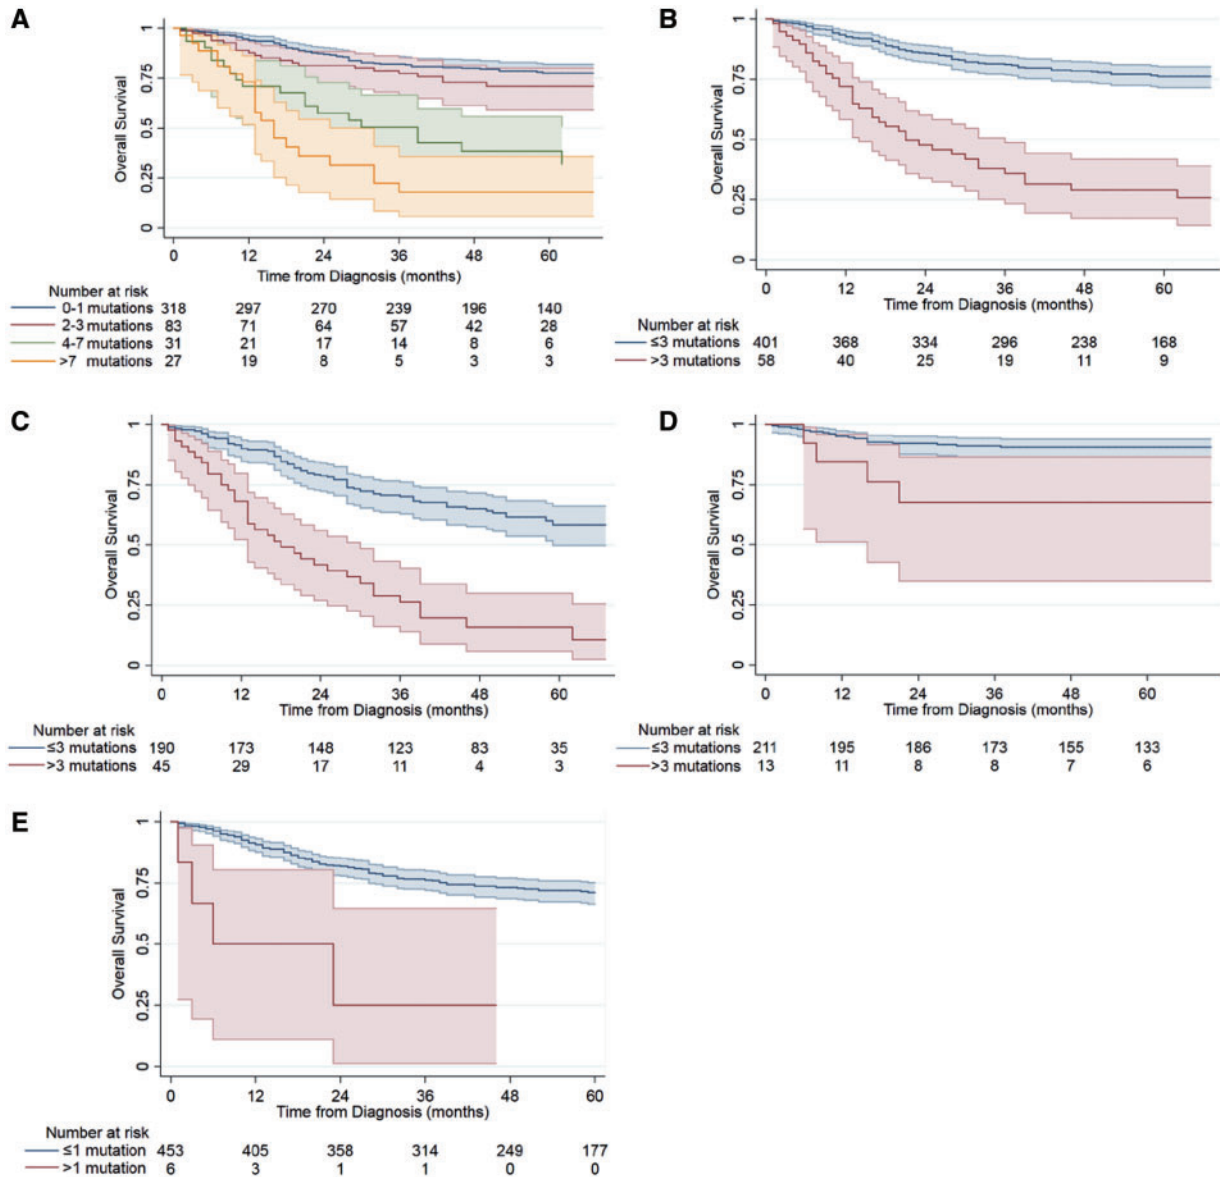 A
Overall Survival
1
0.75
0.5
0.25
0
0 12 24 36 48 60
Time from Diagnosis (months)
Number at risk
0-1 mutations 318 297 270 239 196 140
2-3 mutations 83 71 64 57 42 28
4-7 mutations 31 21 17 14 8 6
>7 mutations 27 19 8 5 3 3
B
Overall Survival
1
0.75
0.5
0.25
0
0 12 24 36 48 60
Time from Diagnosis (months)
Number at risk
≤3 mutations 401 368 334 296 238 168
>3 mutations 58 40 25 19 11 9
C
Overall Survival
1
0.75
0.5
0.25
0
0 12 24 36 48 60
Time from Diagnosis (months)
Number at risk
≤3 mutations 190 173 148 123 83 35
>3 mutations 45 29 17 11 4 3
D
Overall Survival
1
0.75
0.5
0.25
0
0 12 24 36 48 60
Time from Diagnosis (months)
Number at risk
≤3 mutations 211 195 186 173 155 133
>3 mutations 13 11 8 8 7 6
E
Overall Survival
1
0.75
0.5
0.25
0
0 12 24 36 48 60
Time from Diagnosis (months)
Number at risk
≤1 mutation 453 405 358 314 249 177
>1 mutation 6 3 1 1 0 0